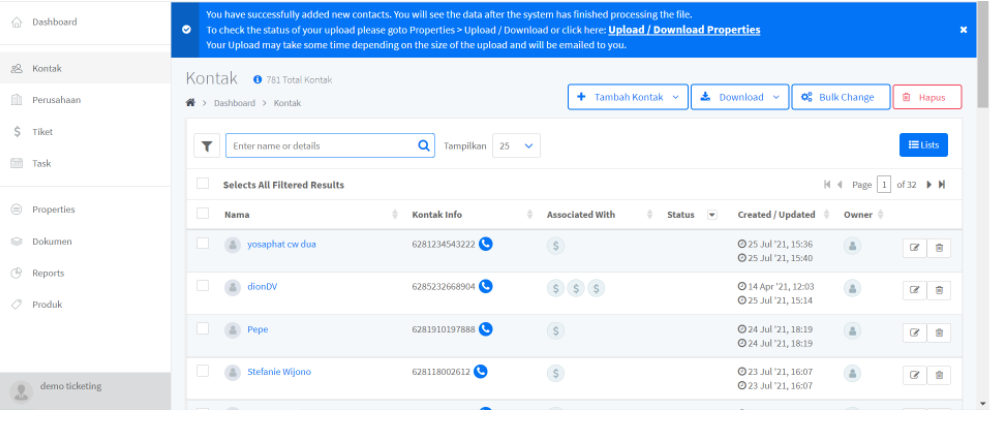 You have successfully added new contacts. You will see the data after the system has finished processing the file.
To check the status of your upload please goto Properties > Upload / Download or click here: Upload / Download Properties
Your Upload may take some time depending on the size of the upload and will be emailed to you.
Dashboard
Kontak
Perusahaan
Tiket
Task
Properties
Dokumen
Reports
Produk
demo ticketing
Kontak 781 Total Kontak
> Dashboard > Kontak
Tambah Kontak
Download
Bulk Change
Hapus
Enter name or details
Tampilkan 25
Lists
Selects All Filtered Results
Page 1 of 32
Nama Kontak Info Associated With Status Created / Updated Owner
yosaphat cw dua 6281234543222 $ 25 Jul '21, 15:36
25 Jul '21, 15:40
dionDV 6285232668904 $ $ $ 14 Apr '21, 12:03
25 Jul '21, 15:14
Pepe 6281910197888 $ 24 Jul '21, 18:19
24 Jul '21, 18:19
Stefanie Wijono 628118002612 $ 23 Jul '21, 16:07
23 Jul '21, 16:07